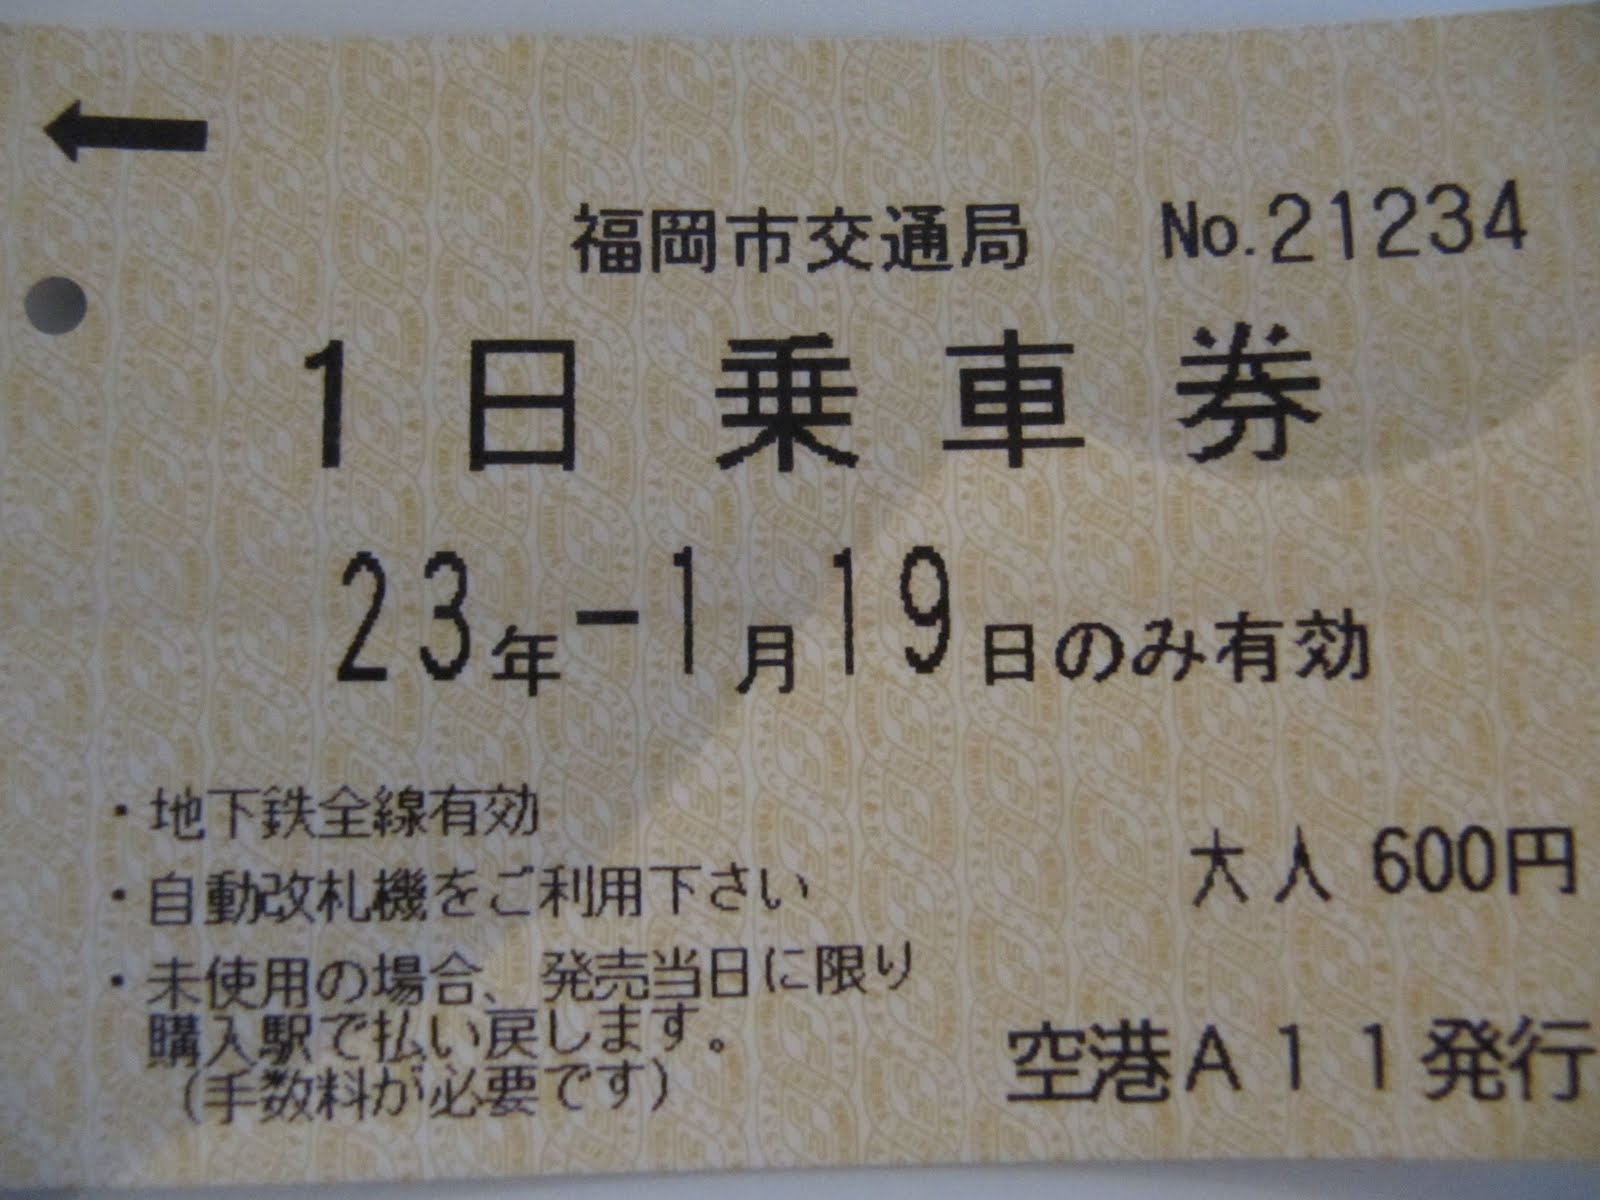 福岡市交通局 No.21234
1日乗車券
23年-1月19日のみ有効
・地下鉄全線有効
・自動改札機をご利用下さい
大人 600円
・未使用の場合、発売当日に限り
購入駅で払い戻します。
（手数料が必要です）
空港A11発行